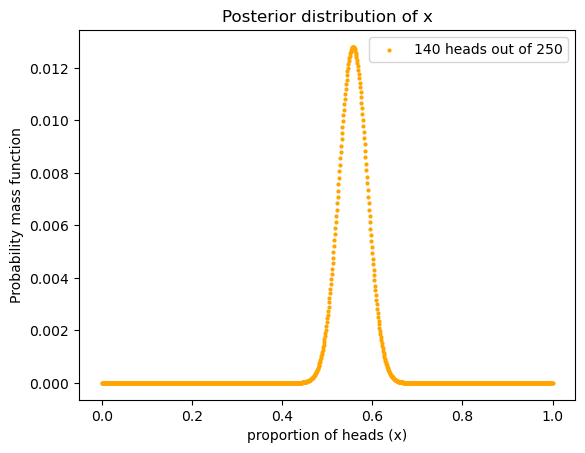 Posterior distribution of x
140 heads out of 250
Probability mass function
0.012
0.010
0.008
0.006
0.004
0.002
0.000
0.0 0.2 0.4 0.6 0.8 1.0
proportion of heads (x)